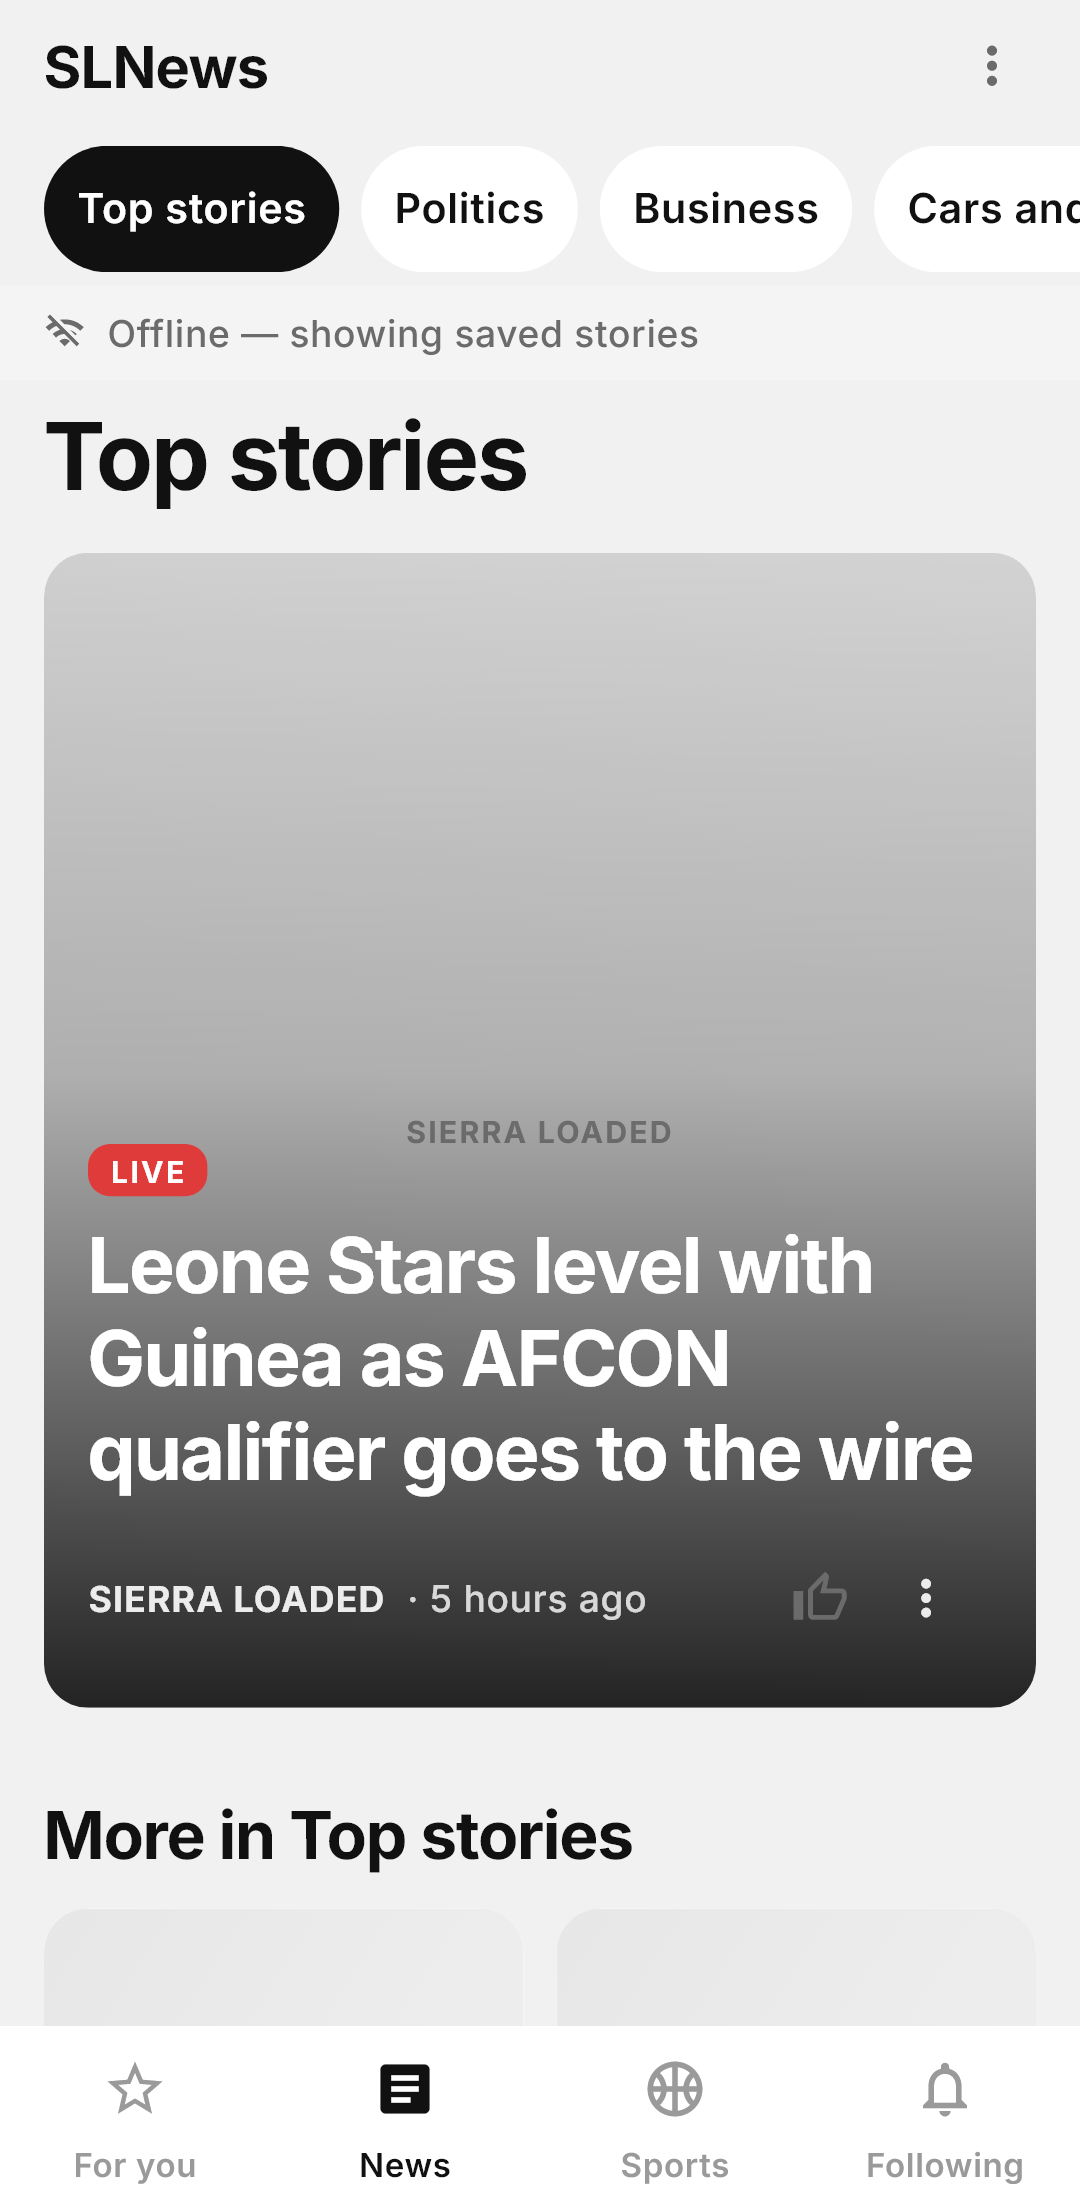 SLNews
Top stories
Politics
Business
Cars and
Offline — showing saved stories
Top stories
SIERRA LOADED
LIVE
Leone Stars level with
Guinea as AFCON
qualifier goes to the wire
SIERRA LOADED · 5 hours ago
More in Top stories
For you
News
Sports
Following